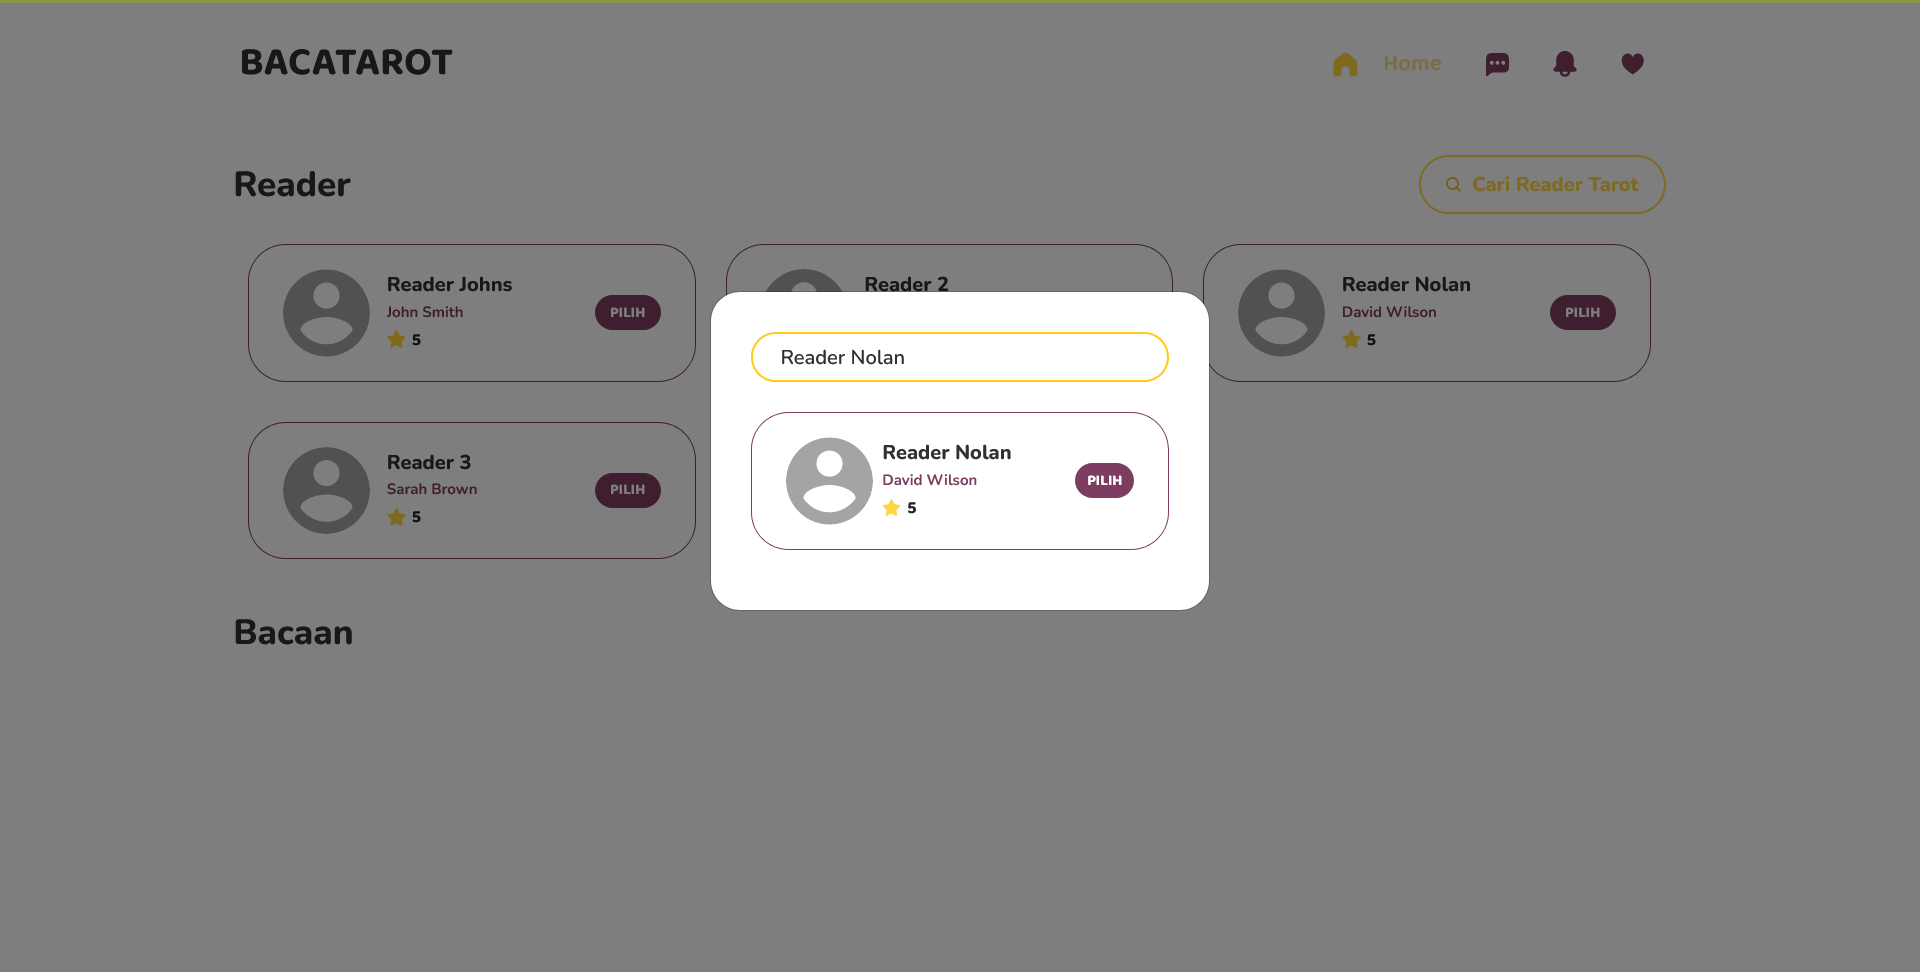 BACATAROT
Home
Reader
Cari Reader Tarot
Reader Johns
John Smith
5
PILIH
Reader 2
Reader Nolan
David Wilson
5
PILIH
Reader 3
Sarah Brown
5
PILIH
Reader Nolan
Reader Nolan
David Wilson
5
PILIH
Bacaan